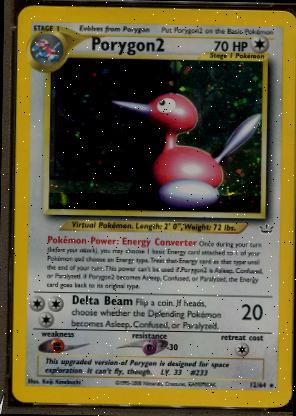 STAGE 1 Evolves from Porygon Put Porygon2 on the Basic Pokémon
Porygon2 70 HP
Stage 1 Pokémon
Virtual Pokémon. Length: 2' 0", Weight: 72 lbs.
Pokémon Power: Energy Converter Once during your turn
(before your attack), you may choose 1 basic Energy card attached to 1 of your
Pokémon and choose an Energy type. Treat that Energy card as that type until
the end of your turn. This power can't be used if Porygon2 is Asleep, Confused,
or Paralyzed. If Porygon2 becomes Asleep, Confused, or Paralyzed, the Energy
card goes back to its original type.
Delta Beam Flip a coin. If heads,
choose whether the Defending Pokémon
becomes Asleep, Confused, or Paralyzed.
20
weakness resistance retreat cost
-30
This upgraded version of Porygon is designed for space
exploration. It can't fly, though. LV. 33 #233
Illus. ©1995-2000 Nintendo, Creatures, GAMEFREAK. 12/64